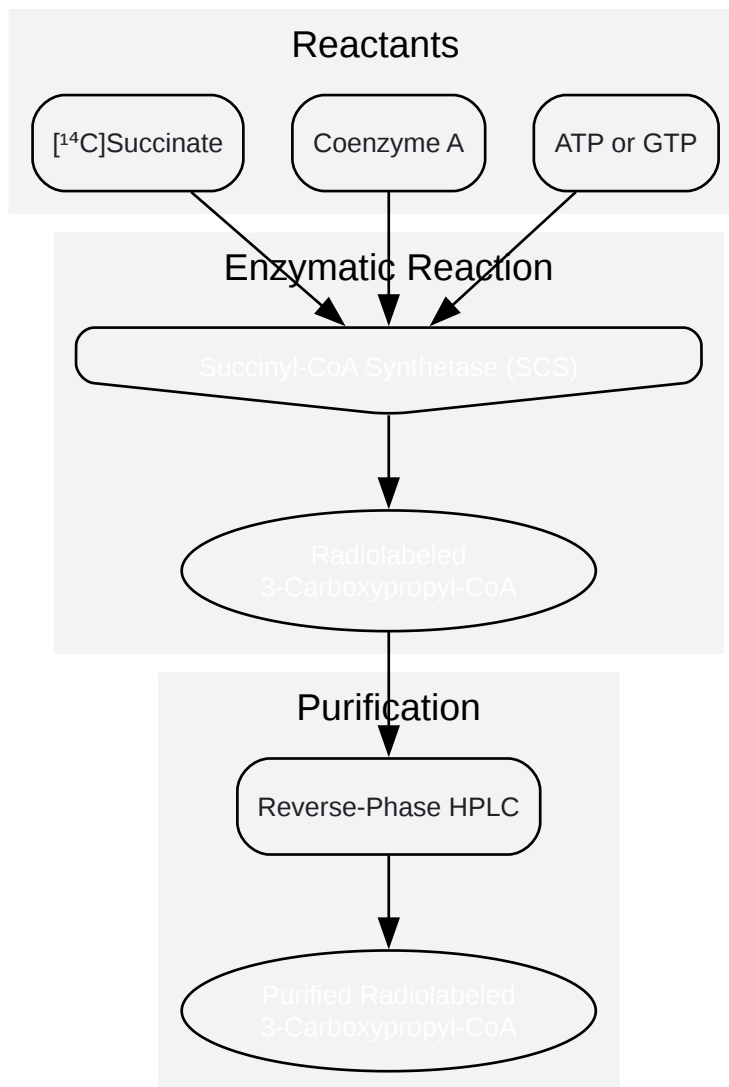 Reactants
[¹⁴C]Succinate
Coenzyme A
ATP or GTP
Enzymatic Reaction
Succinyl-CoA Synthetase (SCS)
Radiolabeled
3-Carboxypropyl-CoA
Purification
Reverse-Phase HPLC
Purified Radiolabeled
3-Carboxypropyl-CoA